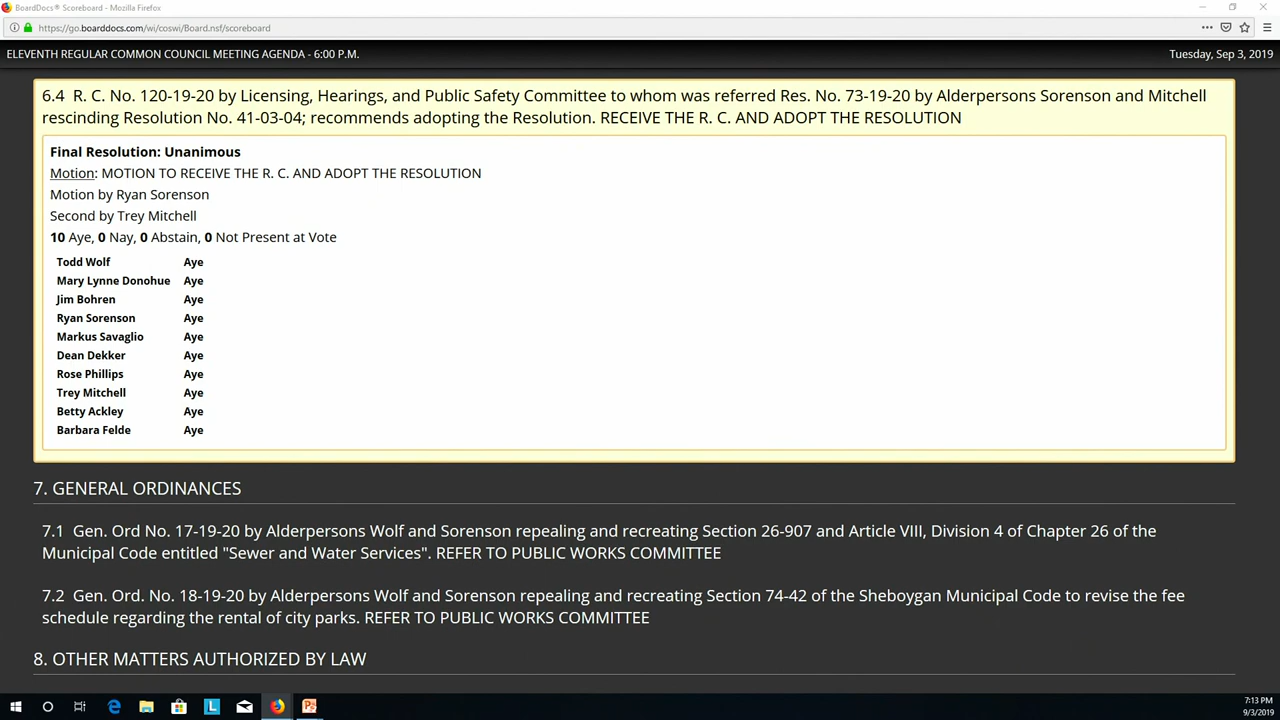 BoardDocs® Scoreboard - Mozilla Firefox
https://go.boarddocs.com/wi/coswi/Board.nsf/scoreboard
ELEVENTH REGULAR COMMON COUNCIL MEETING AGENDA - 6:00 P.M. Tuesday, Sep 3, 2019
6.4 R. C. No. 120-19-20 by Licensing, Hearings, and Public Safety Committee to whom was referred Res. No. 73-19-20 by Alderpersons Sorenson and Mitchell
rescinding Resolution No. 41-03-04; recommends adopting the Resolution. RECEIVE THE R. C. AND ADOPT THE RESOLUTION
Final Resolution: Unanimous
Motion: MOTION TO RECEIVE THE R. C. AND ADOPT THE RESOLUTION
Motion by Ryan Sorenson
Second by Trey Mitchell
10 Aye, 0 Nay, 0 Abstain, 0 Not Present at Vote
Todd Wolf Aye
Mary Lynne Donohue Aye
Jim Bohren Aye
Ryan Sorenson Aye
Markus Savaglio Aye
Dean Dekker Aye
Rose Phillips Aye
Trey Mitchell Aye
Betty Ackley Aye
Barbara Felde Aye
7. GENERAL ORDINANCES
7.1 Gen. Ord No. 17-19-20 by Alderpersons Wolf and Sorenson repealing and recreating Section 26-907 and Article VIII, Division 4 of Chapter 26 of the
Municipal Code entitled "Sewer and Water Services". REFER TO PUBLIC WORKS COMMITTEE
7.2 Gen. Ord. No. 18-19-20 by Alderpersons Wolf and Sorenson repealing and recreating Section 74-42 of the Sheboygan Municipal Code to revise the fee
schedule regarding the rental of city parks. REFER TO PUBLIC WORKS COMMITTEE
8. OTHER MATTERS AUTHORIZED BY LAW
7:13 PM
9/3/2019